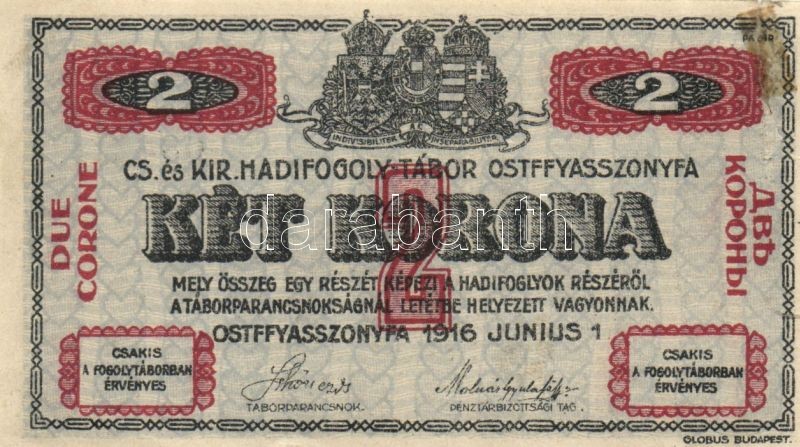 2
2
INDIVISIBILITER AC INSEPARABILITER
CS. és KIR. HADIFOGOLY-TÁBOR OSTFFYASSZONYFA
DUE
CORONE
KÉT KORONA
2
ДВѢ
КОРОНЫ
darabanth
MELY ÖSSZEG EGY RÉSZÉT KÉPEZI A HADIFOGLYOK RÉSZÉRŐL
A TÁBORPARANCSNOKSÁGNÁL LETÉTBE HELYEZETT VAGYONNAK.
OSTFFYASSZONYFA 1916 JUNIUS 1
CSAKIS
A FOGOLYTÁBORBAN
ÉRVÉNYES
TÁBORPARANCSNOK.
PÉNZTÁRBIZOTTSÁGI TAG.
CSAKIS
A FOGOLYTÁBORBAN
ÉRVÉNYES
GLOBUS BUDAPEST.